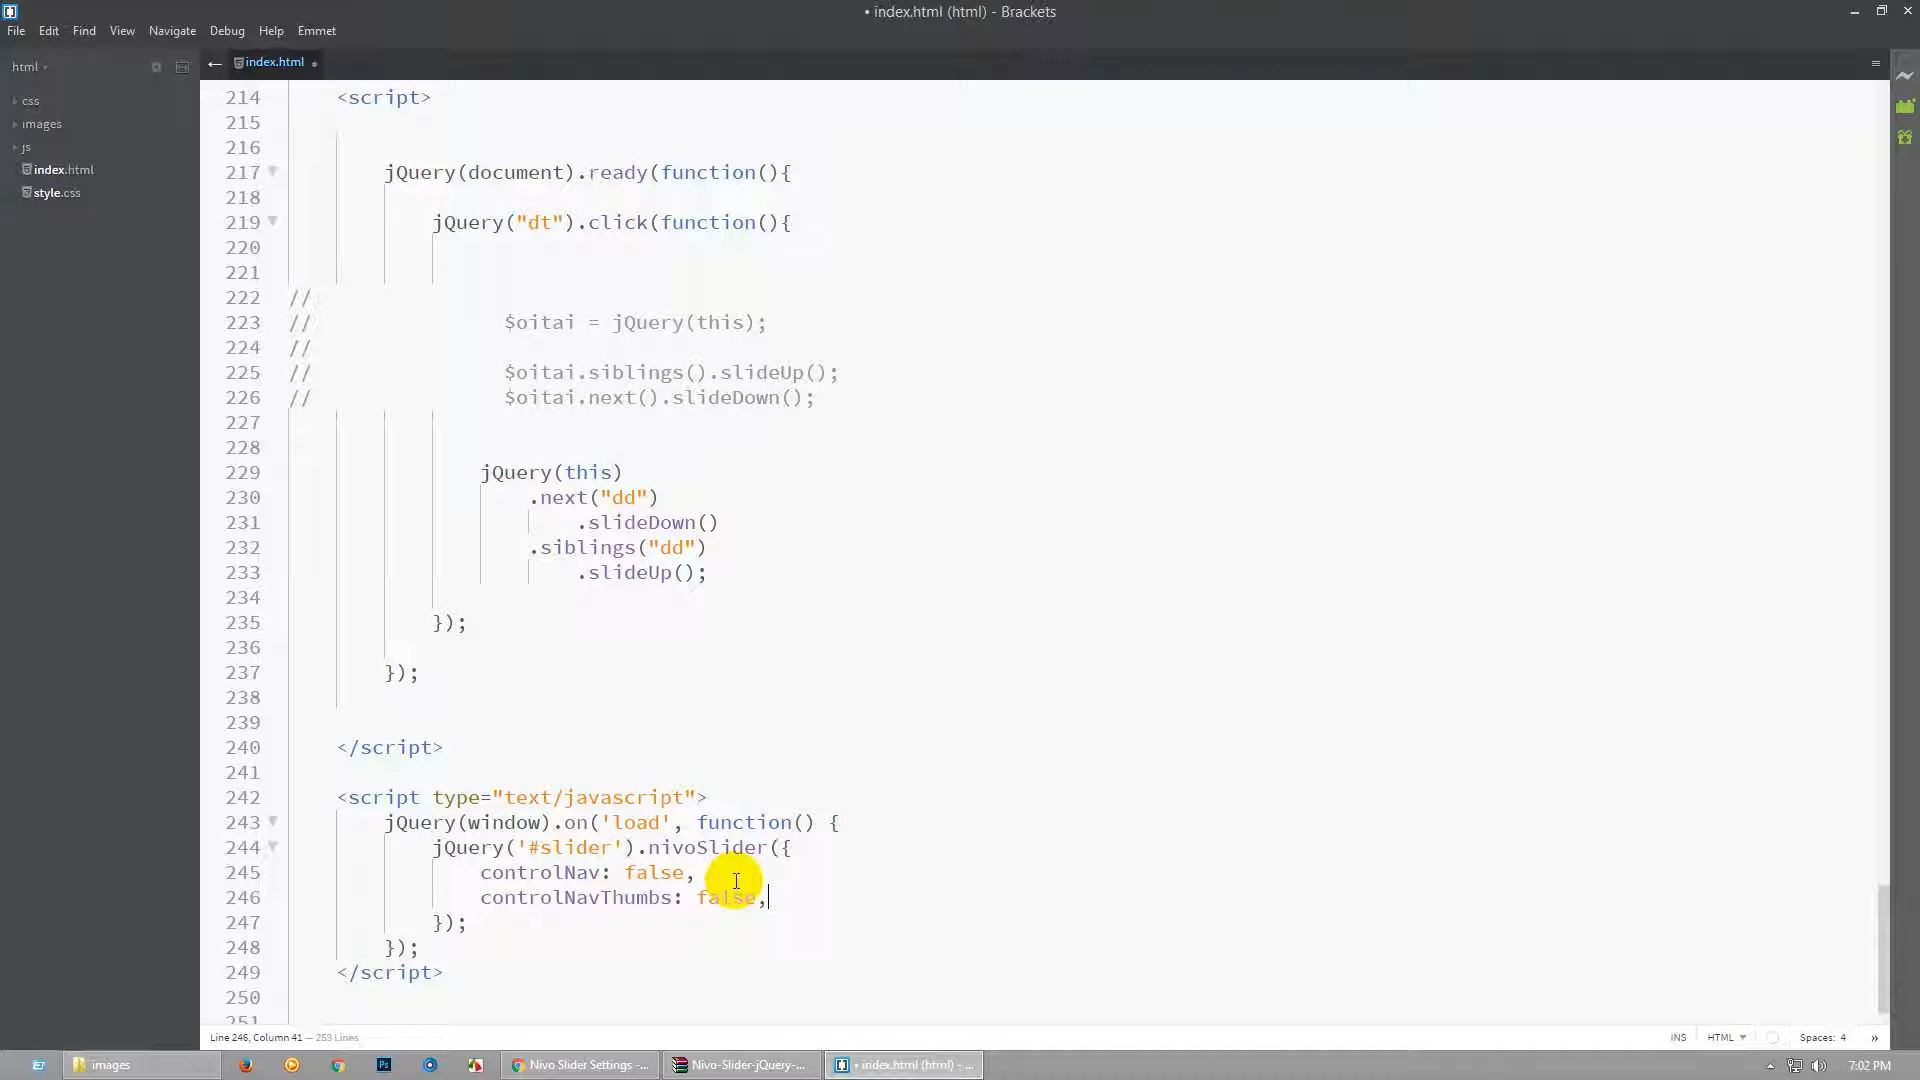 • index.html (html) - Brackets
File Edit Find View Navigate Debug Help Emmet
html
index.html
css
images
js
index.html
style.css
214 <script>
215
216
217 jQuery(document).ready(function(){
218
219 jQuery("dt").click(function(){
220
221
222 //
223 // $oitai = jQuery(this);
224 //
225 // $oitai.siblings().slideUp();
226 // $oitai.next().slideDown();
227
228
229 jQuery(this)
230 .next("dd")
231 .slideDown()
232 .siblings("dd")
233 .slideUp();
234
235 });
236
237 });
238
239
240 </script>
241
242 <script type="text/javascript">
243 jQuery(window).on('load', function() {
244 jQuery('#slider').nivoSlider({
245 controlNav: false,
246 controlNavThumbs: false,
247 });
248 });
249 </script>
250
251
Line 246, Column 41 — 253 Lines
INS HTML Spaces: 4
images
Ps
Nivo Slider Settings -...
Nivo-Slider-jQuery-...
• index.html (html) - ...
7:02 PM